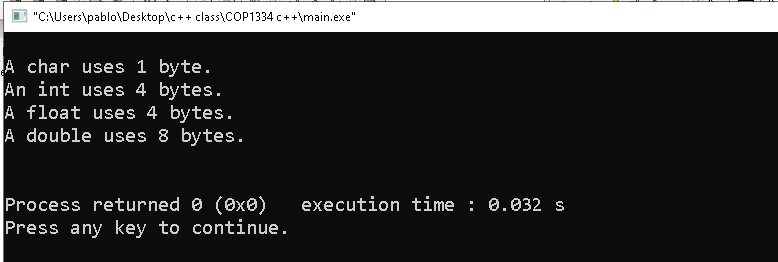 "C:\Users\pablo\Desktop\c++ class\COP1334 c++\main.exe"
A char uses 1 byte.
An int uses 4 bytes.
A float uses 4 bytes.
A double uses 8 bytes.
Process returned 0 (0x0)   execution time : 0.032 s
Press any key to continue.